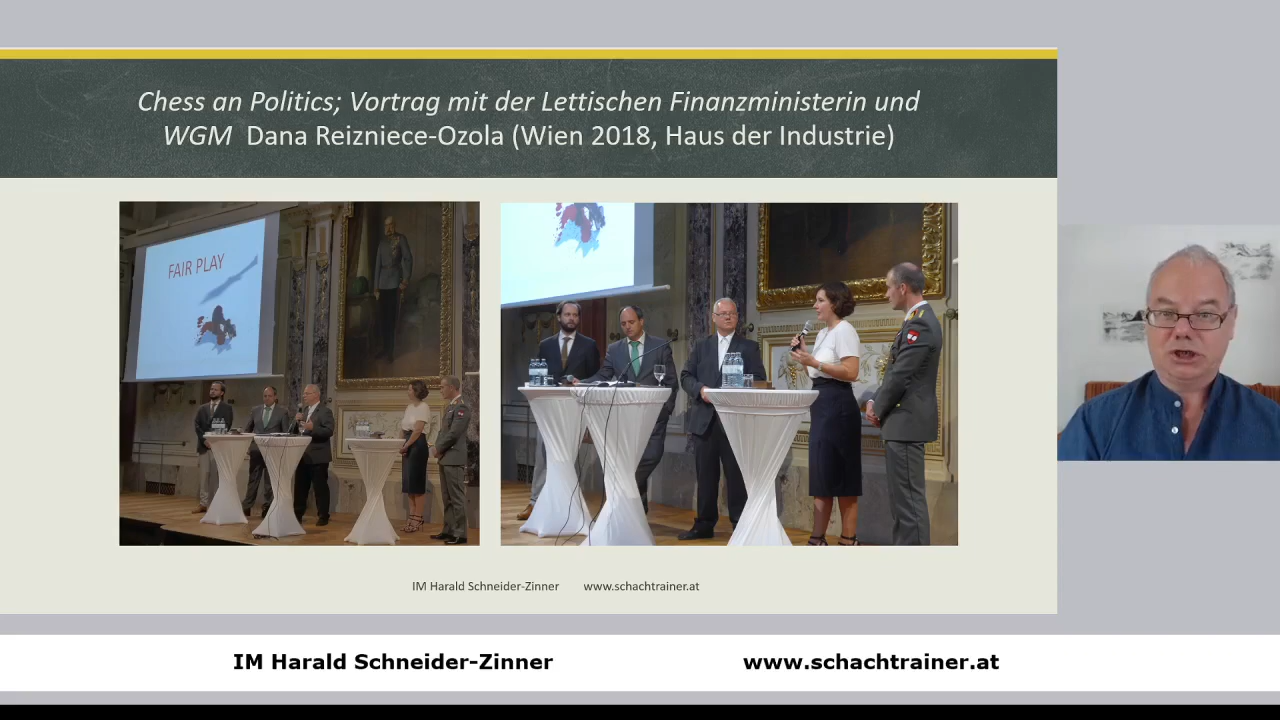 Chess an Politics; Vortrag mit der Lettischen Finanzministerin und
WGM Dana Reizniece-Ozola (Wien 2018, Haus der Industrie)
FAIR PLAY
IM Harald Schneider-Zinner www.schachtrainer.at
IM Harald Schneider-Zinner www.schachtrainer.at